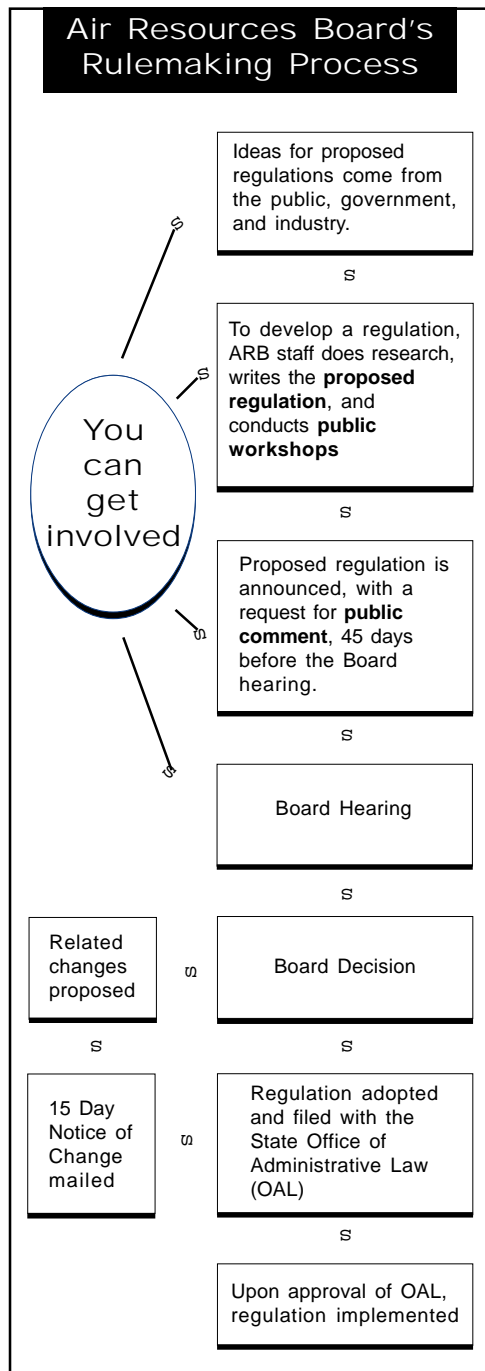 Air Resources Board's
Rulemaking Process
Ideas for proposed
regulations come from
the public, government,
and industry.
s
s
To develop a regulation,
ARB staff does research,
writes the proposed
regulation, and
conducts public
workshops
s
You
can
get
involved
s
Proposed regulation is
announced, with a
request for public
comment, 45 days
before the Board
hearing.
s
s
Board Hearing
s
s
Related
changes
proposed
s
Board Decision
s
s
15 Day
Notice of
Change
mailed
s
Regulation adopted
and filed with the
State Office of
Administrative Law
(OAL)
s
Upon approval of OAL,
regulation implemented